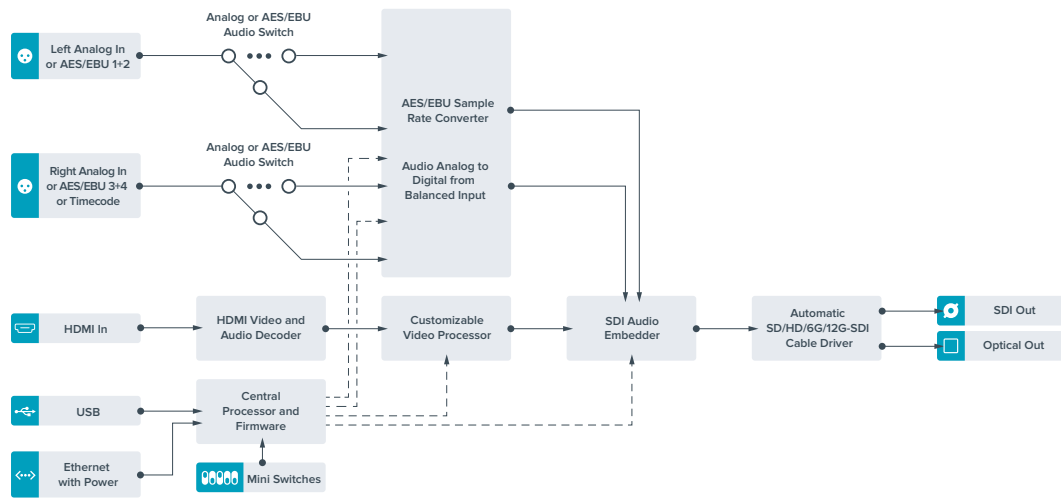 Analog or AES/EBU
Audio Switch
Left Analog In
or AES/EBU 1+2
AES/EBU Sample
Rate Converter
Analog or AES/EBU
Audio Switch
Right Analog In
or AES/EBU 3+4
or Timecode
Audio Analog to
Digital from
Balanced Input
HDMI In
HDMI Video and
Audio Decoder
Customizable
Video Processor
SDI Audio
Embedder
Automatic
SD/HD/6G/12G-SDI
Cable Driver
SDI Out
Optical Out
USB
Central
Processor and
Firmware
Ethernet
with Power
Mini Switches